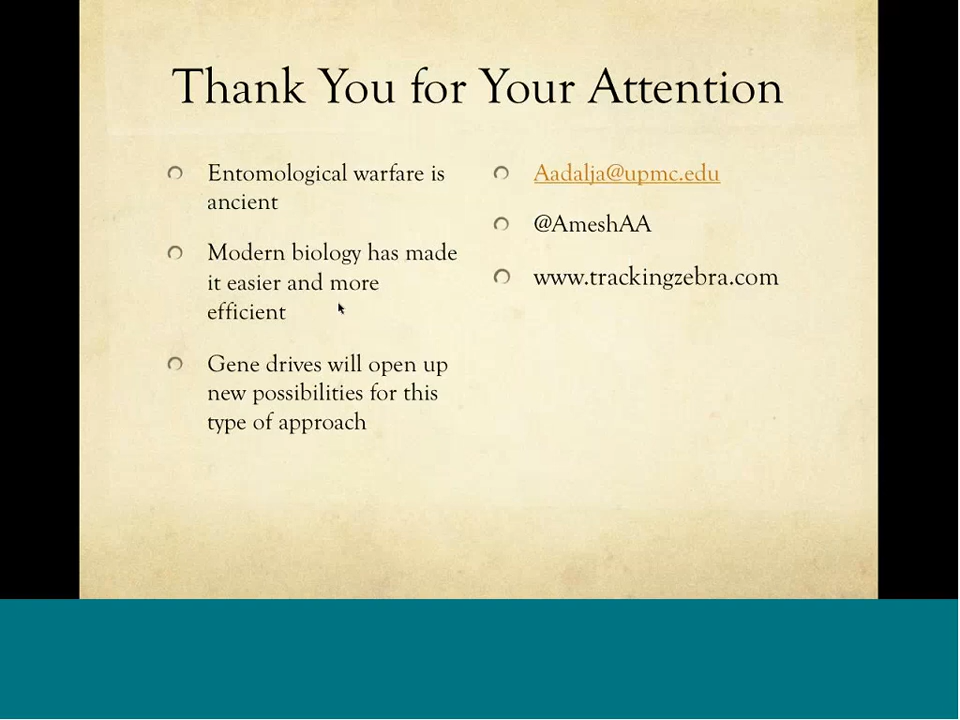 Thank You for Your Attention
Entomological warfare is
ancient
Modern biology has made
it easier and more
efficient
Gene drives will open up
new possibilities for this
type of approach
Aadalja@upmc.edu
@AmeshAA
www.trackingzebra.com